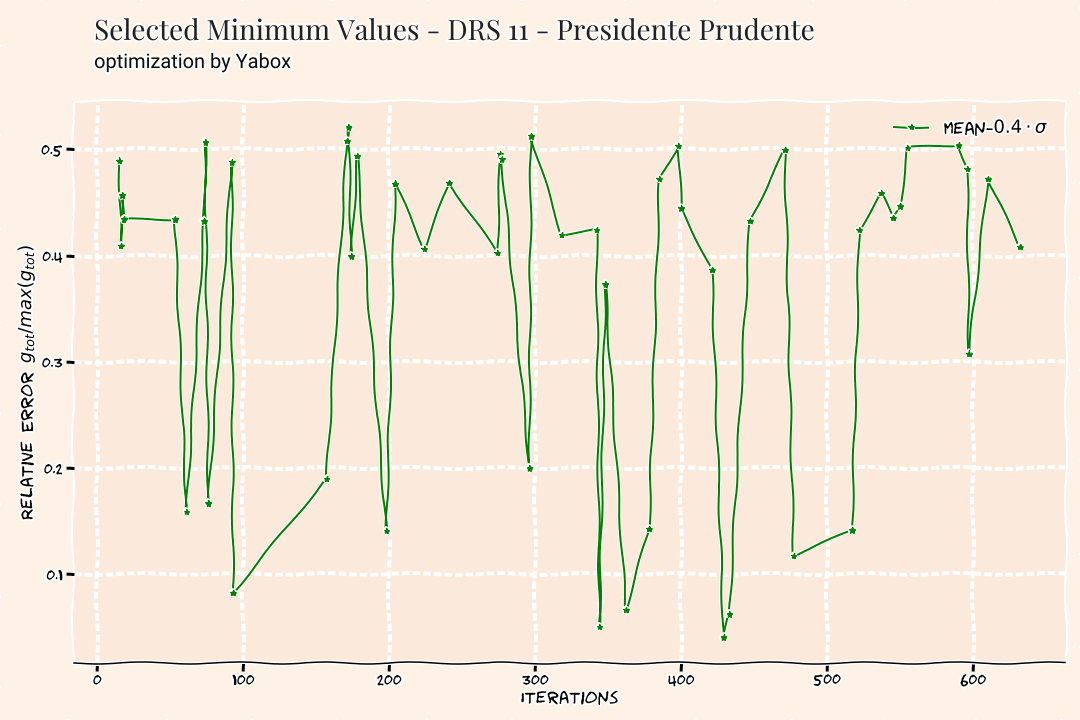 Selected Minimum Values - DRS 11 - Presidente Prudente
optimization by Yabox
MEAN-0.4 · σ
RELATIVE ERROR g_tot/max(g_tot)
0.5
0.4
0.3
0.2
0.1
0 100 200 300 400 500 600
ITERATIONS